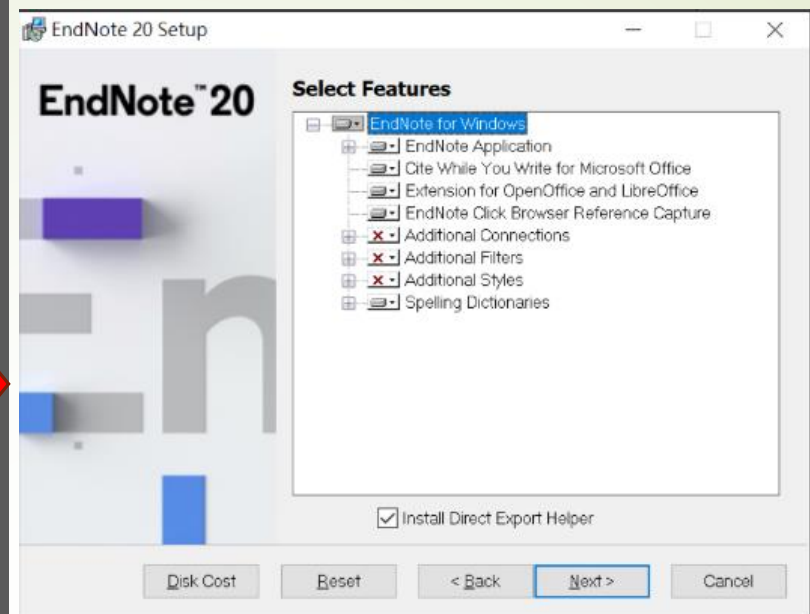 EndNote 20 Setup
EndNote™20
Select Features
EndNote for Windows
EndNote Application
Cite While You Write for Microsoft Office
Extension for OpenOffice and LibreOffice
EndNote Click Browser Reference Capture
Additional Connections
Additional Filters
Additional Styles
Spelling Dictionaries
Install Direct Export Helper
Disk Cost
Reset
< Back
Next >
Cancel